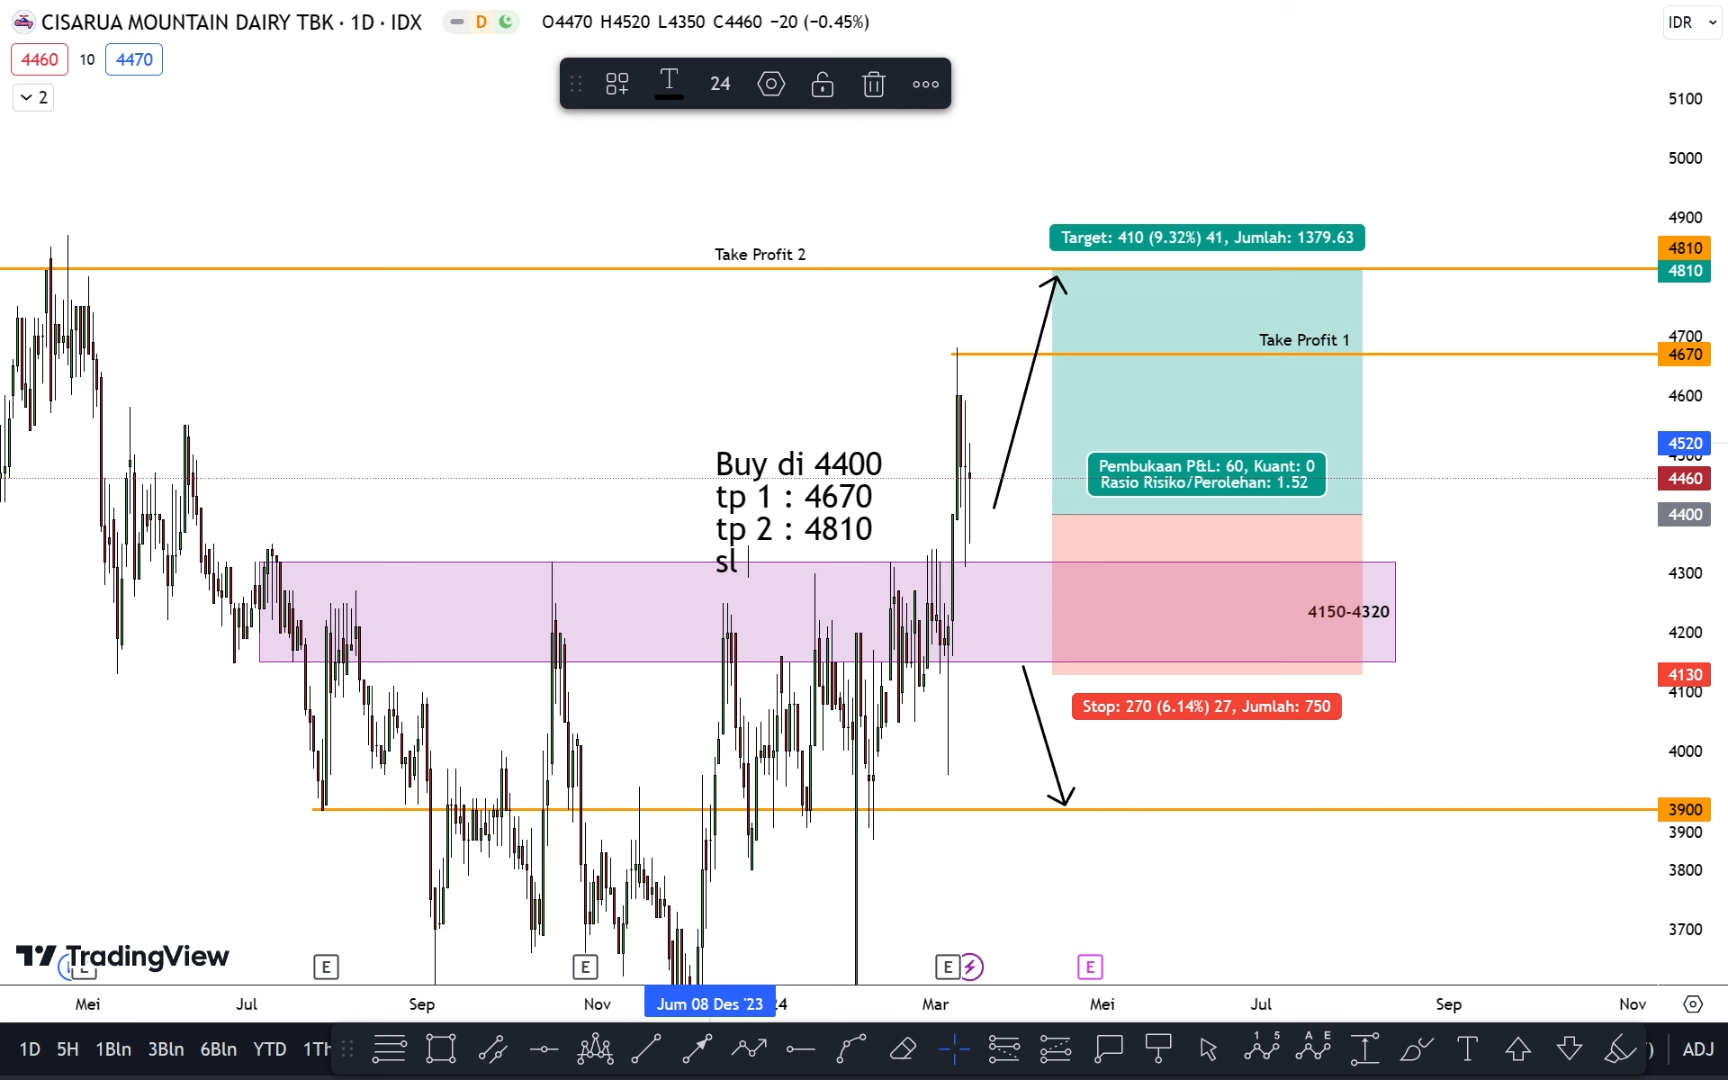 CISARUA MOUNTAIN DAIRY TBK · 1D · IDX
D
O4470 H4520 L4350 C4460 −20 (−0.45%)
IDR
4460 10 4470
2
T 24
5100
5000
4900
Target: 410 (9.32%) 41, Jumlah: 1379.63
4810
Take Profit 2
4810
4700
Take Profit 1
4670
4600
4520
Buy di 4400
tp 1 : 4670
tp 2 : 4810
sl
Pembukaan P&L: 60, Kuant: 0
Rasio Risiko/Perolehan: 1.52
4460
4400
4300
4150-4320
4200
4130
4100
Stop: 270 (6.14%) 27, Jumlah: 750
4000
3900
3900
3800
3700
TradingView
E E E E
Mei Jul Sep Nov Jum 08 Des '23 24 Mar Mei Jul Sep Nov
1D 5H 1Bln 3Bln 6Bln YTD 1Th ADJ